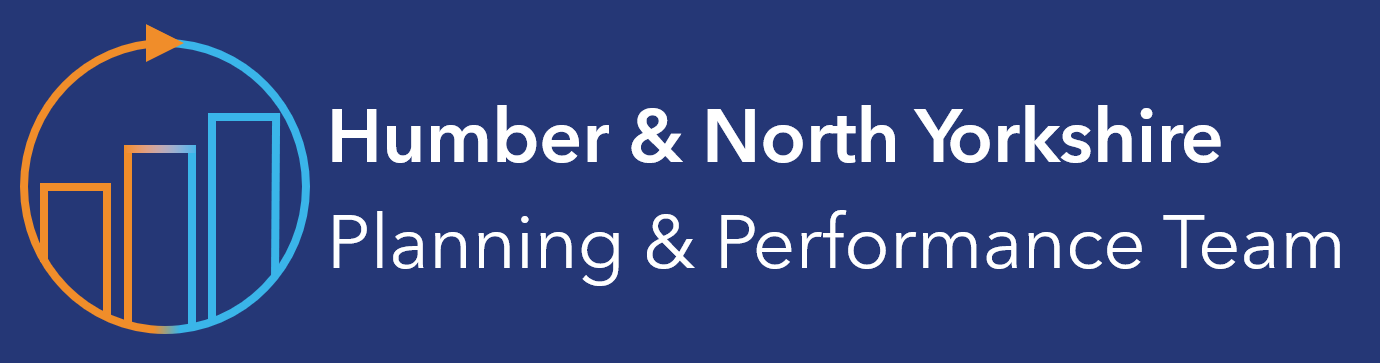 Humber & North Yorkshire
Planning & Performance Team